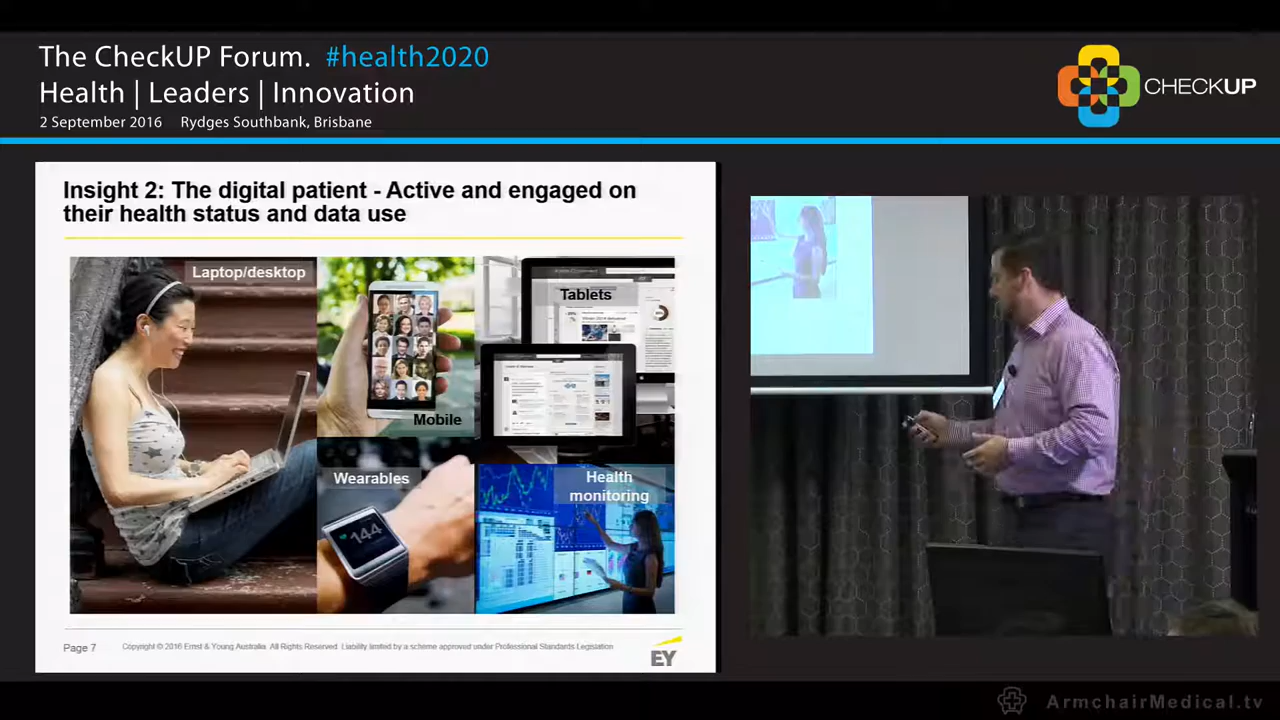 The CheckUP Forum. #health2020
Health | Leaders | Innovation
2 September 2016 Rydges Southbank, Brisbane
CHECKUP
Insight 2: The digital patient - Active and engaged on
their health status and data use
Laptop/desktop
Mobile
Tablets
Wearables
144
Health
monitoring
Page 7
Copyright © 2016 Ernst & Young Australia. All Rights Reserved. Liability limited by a scheme approved under Professional Standards Legislation
EY
ArmchairMedical.tv